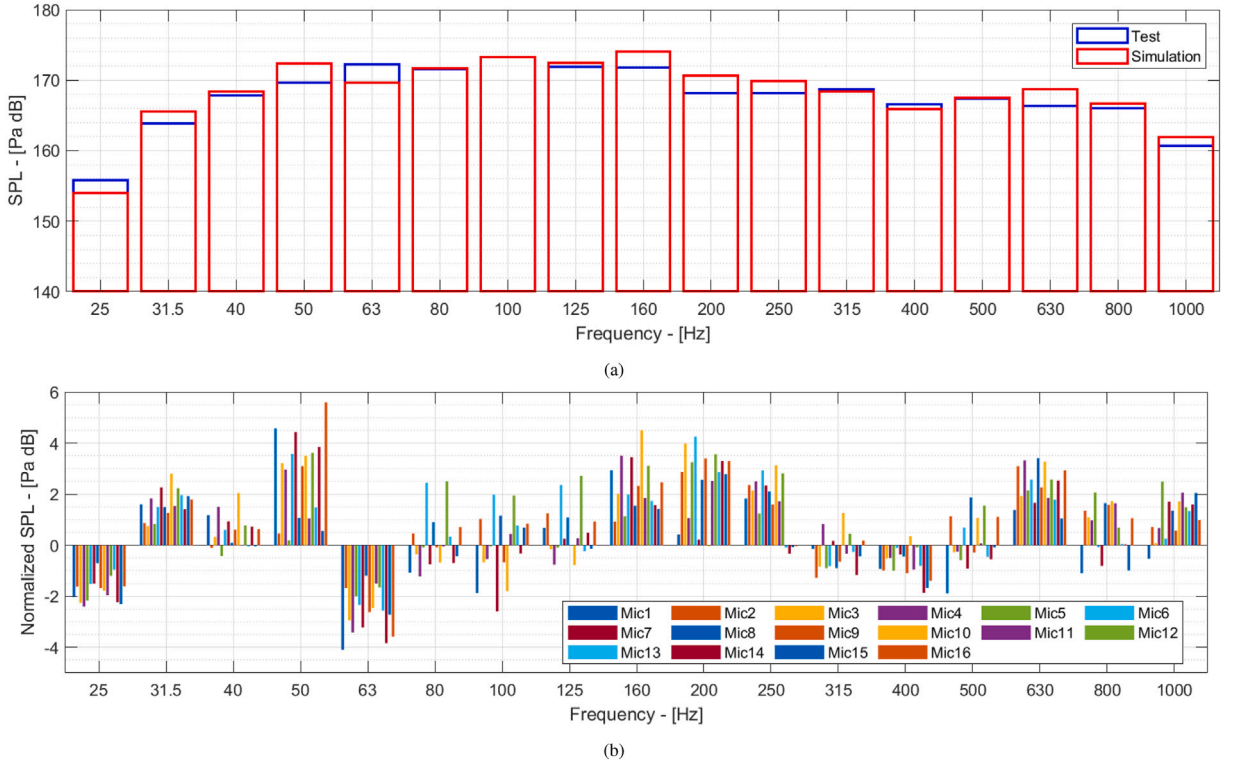 180
170
160
150
140
SPL - [Pa dB]
Test
Simulation
25 31.5 40 50 63 80 100 125 160 200 250 315 400 500 630 800 1000
Frequency - [Hz]
(a)
6
4
2
0
-2
-4
Normalized SPL - [Pa dB]
Mic1 Mic2 Mic3 Mic4 Mic5 Mic6
Mic7 Mic8 Mic9 Mic10 Mic11 Mic12
Mic13 Mic14 Mic15 Mic16
25 31.5 40 50 63 80 100 125 160 200 250 315 400 500 630 800 1000
Frequency - [Hz]
(b)